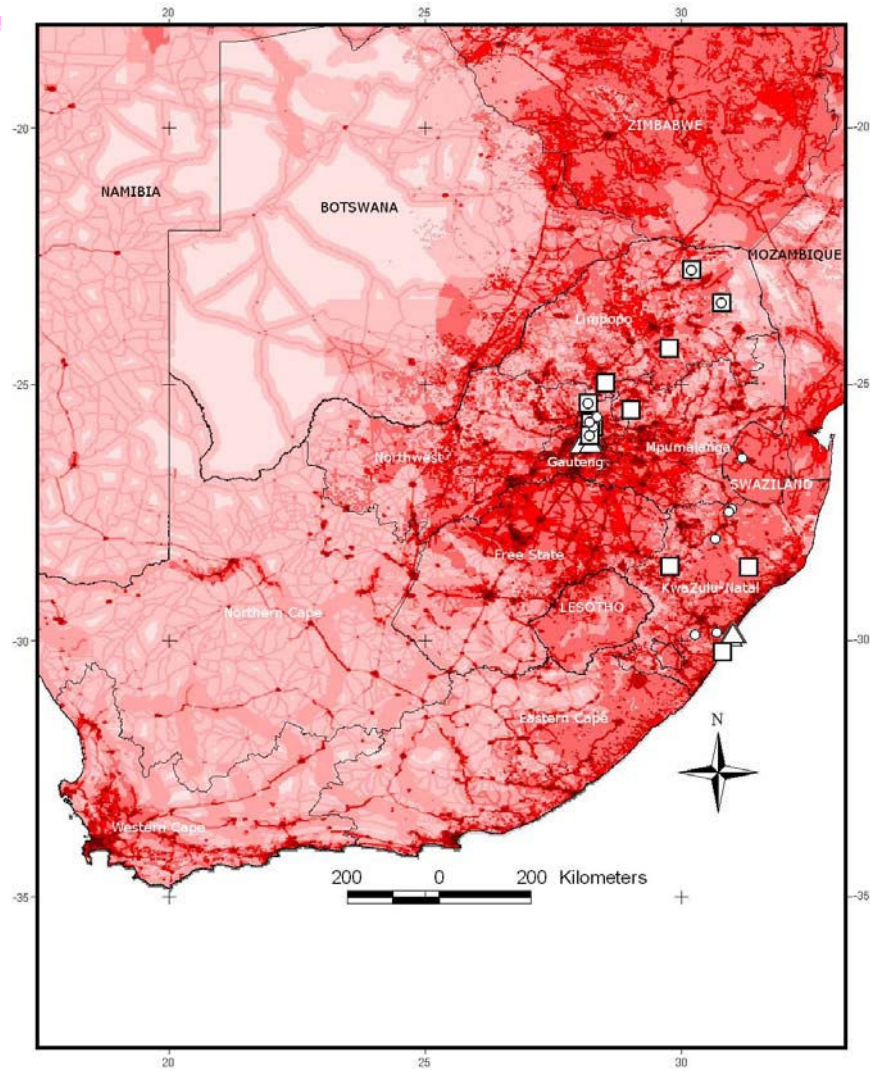 20 25 30
-20 -20
ZIMBABWE
NAMIBIA
BOTSWANA
MOZAMBIQUE
Limpopo
-25 -25
Northwest
Gauteng
Mpumalanga
SWAZILAND
Free State
KwaZulu-Natal
LESOTHO
Northern Cape
-30 -30
Eastern Cape
N
Western Cape
200 0 200 Kilometers
-35 -35
20 25 30